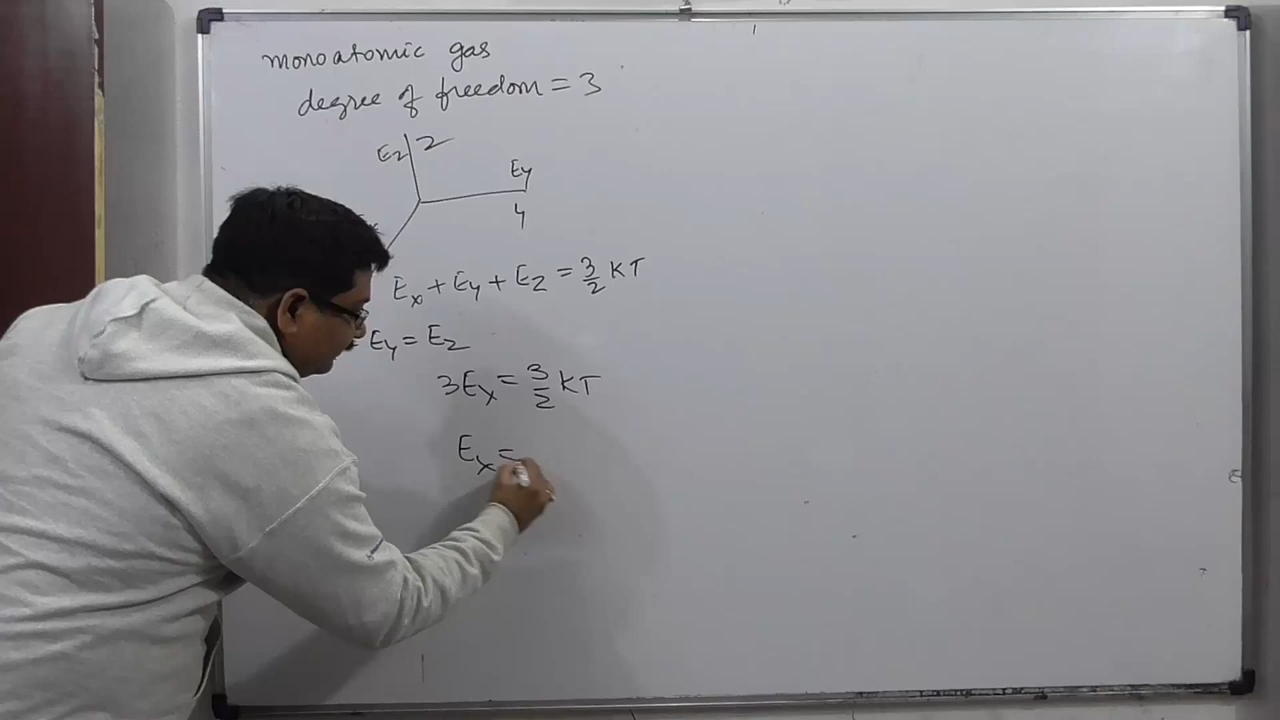 monoatomic gas
degree of freedom = 3
Ez z
Ey
y
Ex + Ey + Ez = 3/2 KT
Ey = Ez
3Ex = 3/2 KT
Ex =